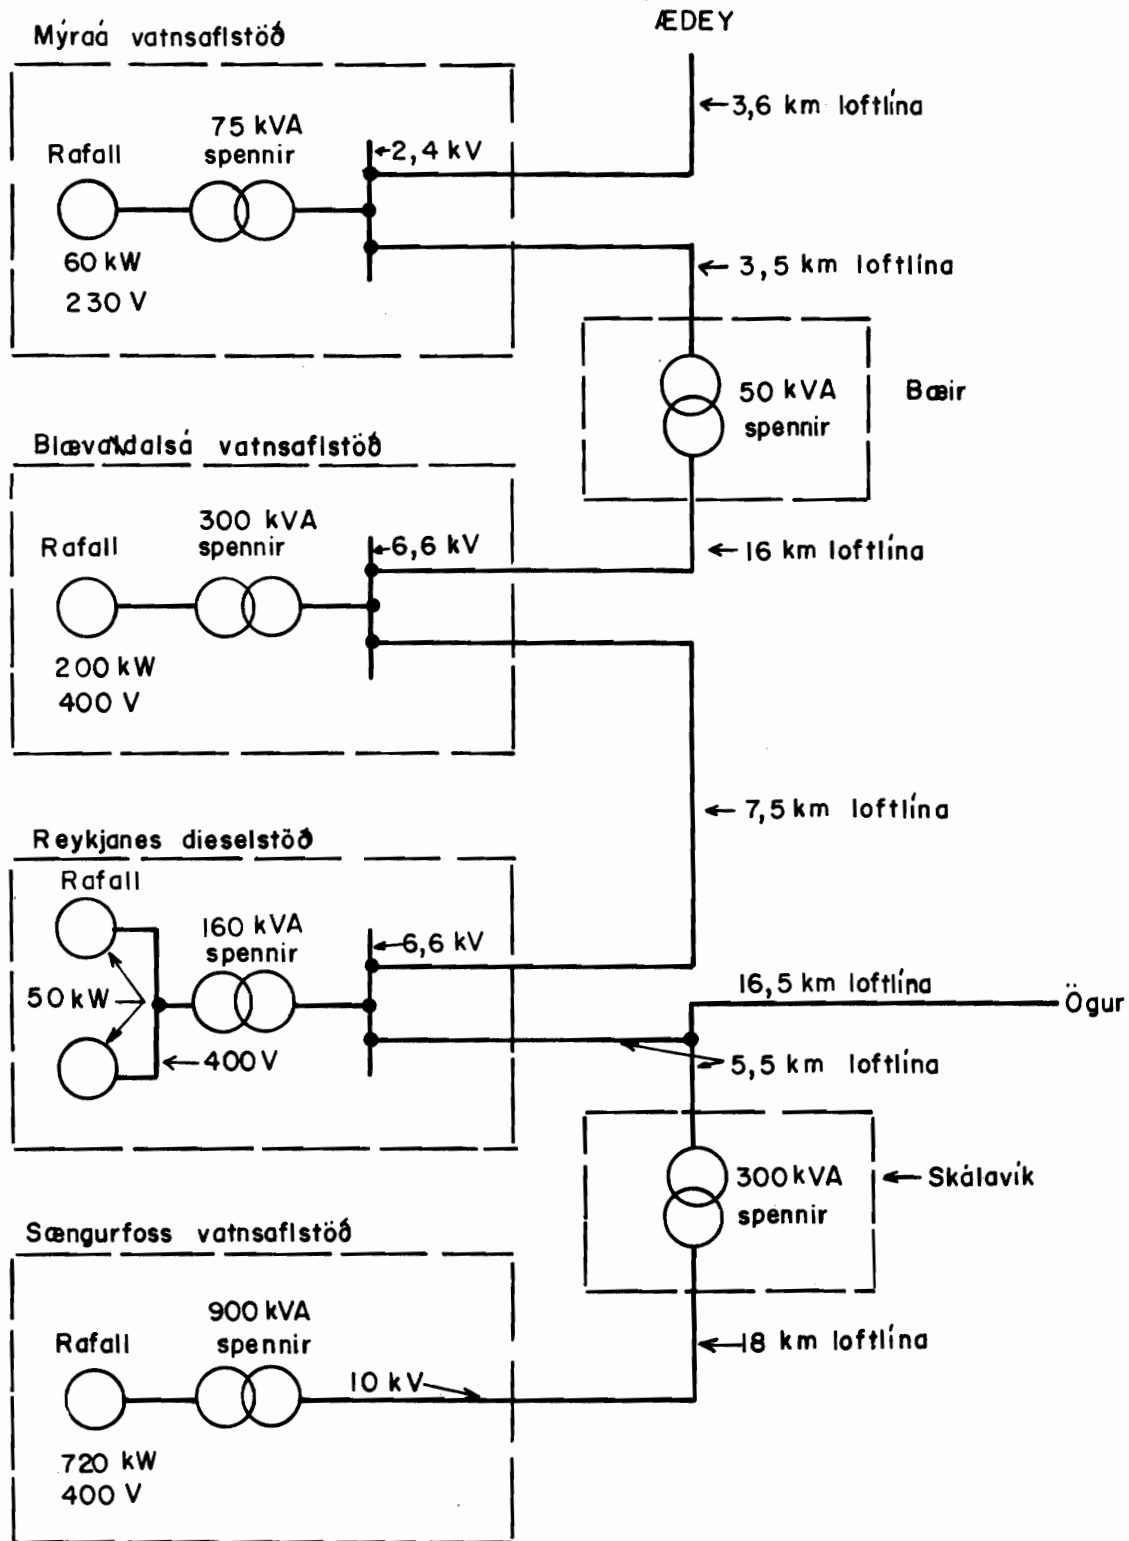 ÆDEY
Mýraá vatnsaflstöð
3,6 km loftlína
75 kVA
spennir
Rafall
2,4 kV
60 kW
230 V
3,5 km loftlína
50 kVA
spennir
Bæir
vatnsaflstöð
300 kVA
spennir
Rafall
6,6 kV
16 km loftlína
200 kW
400 V
7,5 km loftlína
Reykjanes dieselstöð
Rafall
160 kVA
spennir
6,6 kV
50 kW
400 V
16,5 km loftlína
Ögur
5,5 km loftlína
300 kVA
spennir
Skálavík
Sængurfoss vatnsaflstöð
900 kVA
spennir
Rafall
10 kV
18 km loftlína
720 kW
400 V